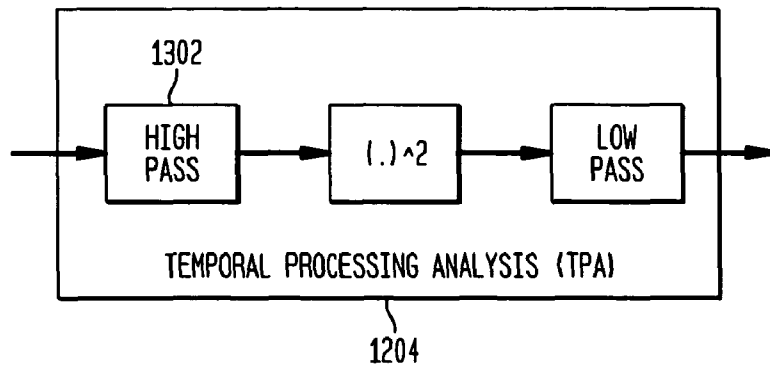 1302
HIGH
PASS
(.)^2
LOW
PASS
TEMPORAL PROCESSING ANALYSIS (TPA)
1204